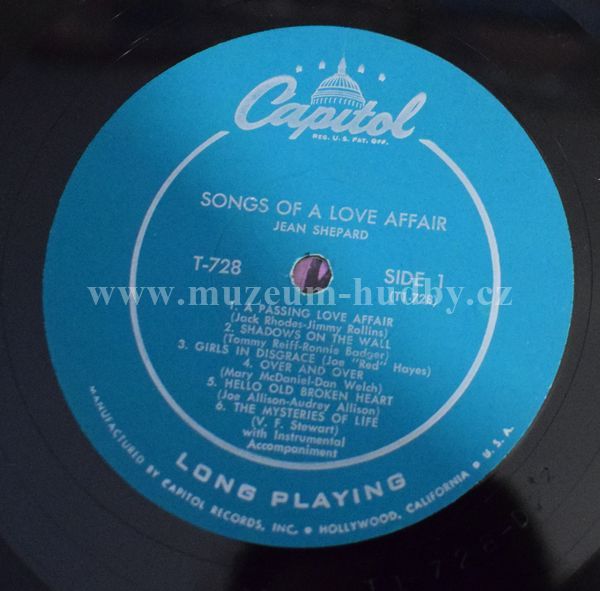 Capitol
REG. U.S. PAT. OFF.
SONGS OF A LOVE AFFAIR
JEAN SHEPARD
T-728
SIDE 1
(T1-728)
www.muzeum-hudby.cz
1. A PASSING LOVE AFFAIR
(Jack Rhodes-Jimmy Rollins)
2. SHADOWS ON THE WALL
(Tommy Reiff-Ronnie Badger)
3. GIRLS IN DISGRACE (Joe "Red" Hayes)
4. OVER AND OVER
(Mary McDaniel-Dan Welch)
5. HELLO OLD BROKEN HEART
(Joe Allison-Audrey Allison)
6. THE MYSTERIES OF LIFE
(V. F. Stewart)
with Instrumental
Accompaniment
LONG PLAYING
MANUFACTURED BY CAPITOL RECORDS, INC. • HOLLYWOOD, CALIFORNIA • U.S.A.